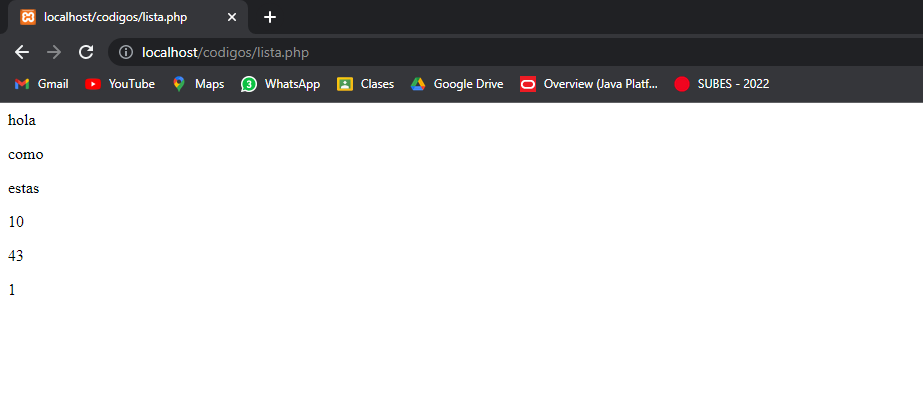 localhost/codigos/lista.php
localhost/codigos/lista.php
Gmail YouTube Maps 3 WhatsApp Clases Google Drive Overview (Java Platf... SUBES - 2022
hola
como
estas
10
43
1